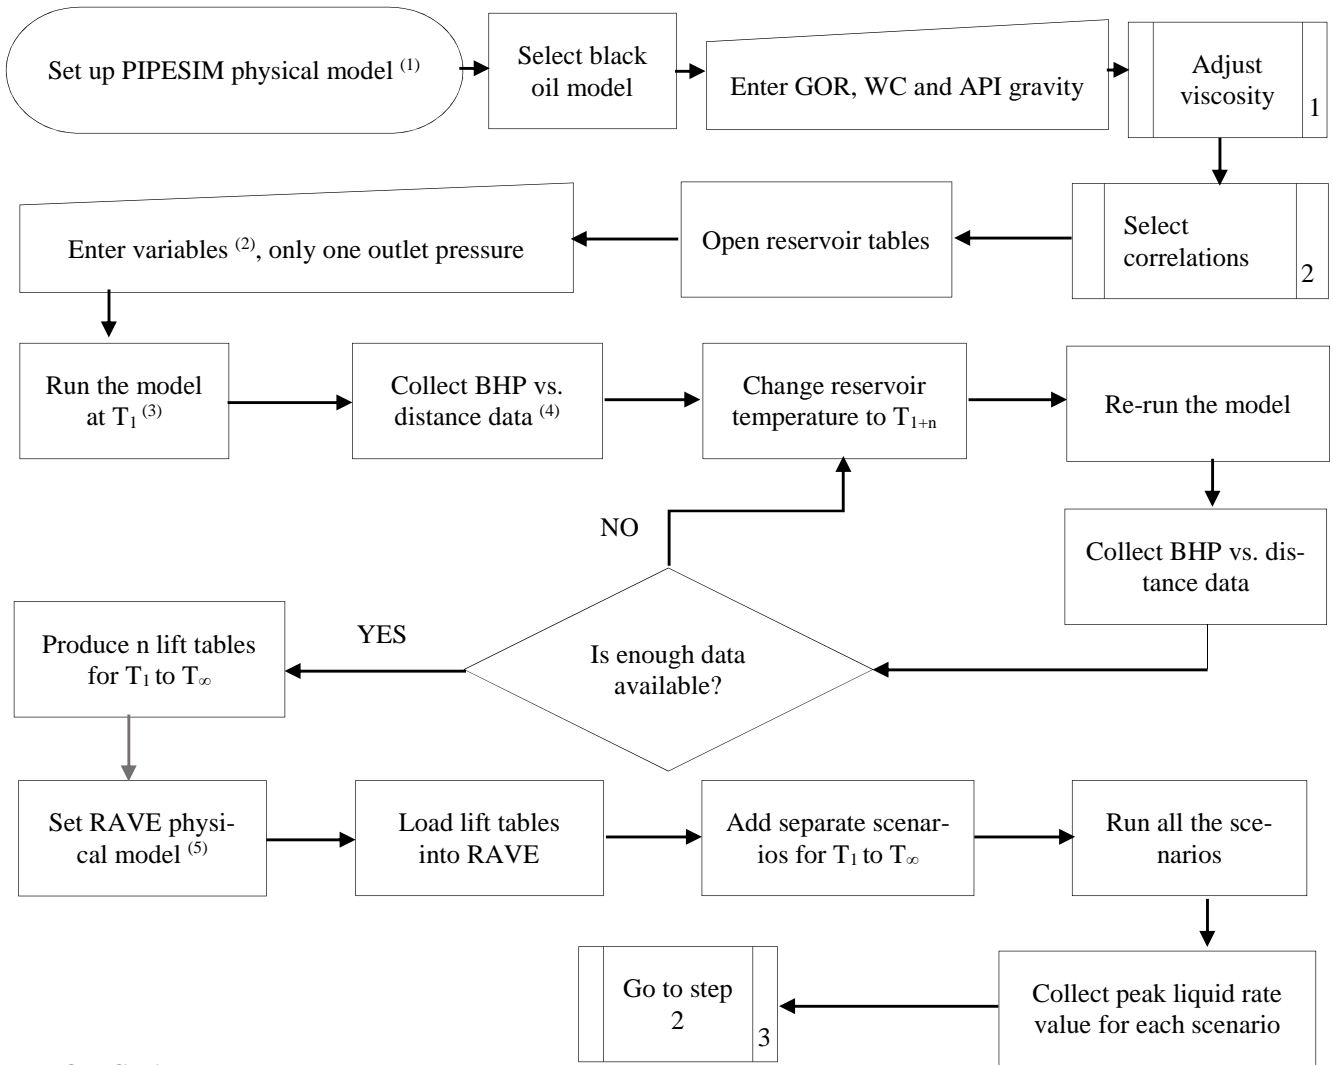 Set up PIPESIM physical model (1)
Select black
oil model
Enter GOR, WC and API gravity
Adjust
viscosity
1
Enter variables (2), only one outlet pressure
Open reservoir tables
Select
correlations
2
Run the model
at T1 (3)
Collect BHP vs.
distance data (4)
Change reservoir
temperature to T1+n
Re-run the model
NO
Collect BHP vs. dis-
tance data
Produce n lift tables
for T1 to T∞
YES
Is enough data
available?
Set RAVE physi-
cal model (5)
Load lift tables
into RAVE
Add separate scenar-
ios for T1 to T∞
Run all the sce-
narios
Go to step
2
3
Collect peak liquid rate
value for each scenario